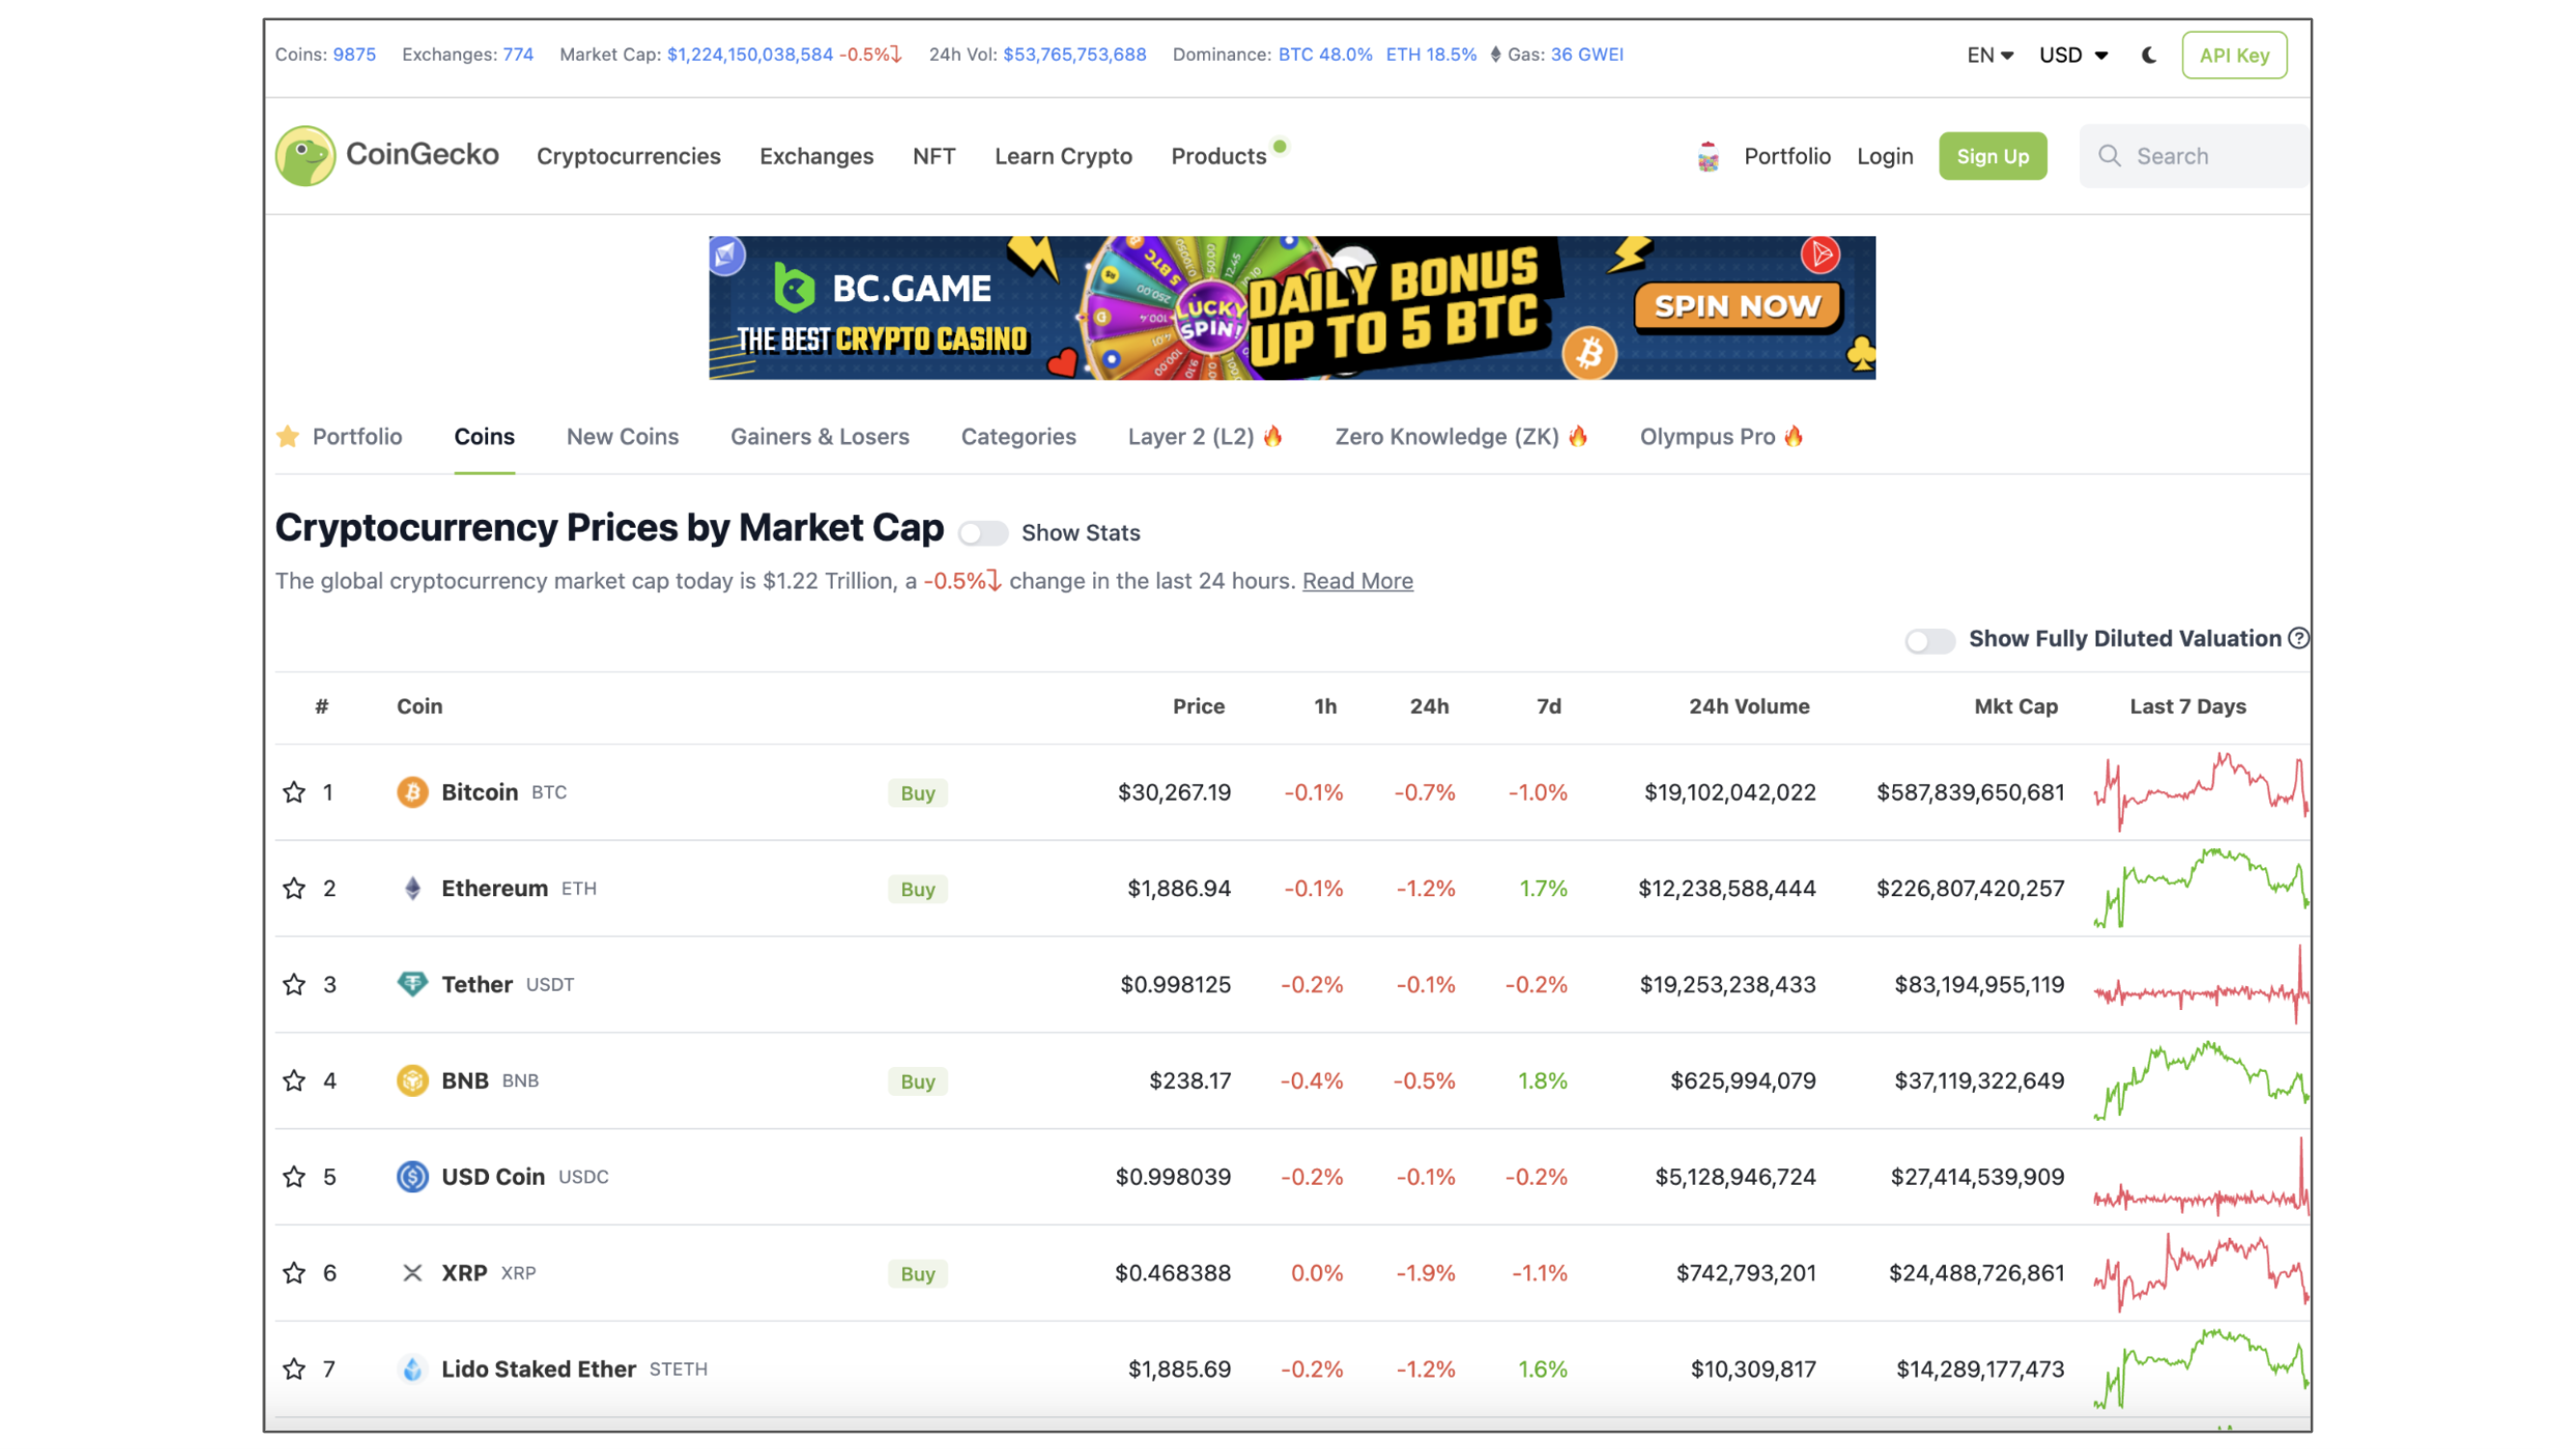 Coins: 9875 Exchanges: 774 Market Cap: $1,224,150,038,584 -0.5% 24h Vol: $53,765,753,688 Dominance: BTC 48.0% ETH 18.5% Gas: 36 GWEI EN USD API Key
CoinGecko Cryptocurrencies Exchanges NFT Learn Crypto Products Portfolio Login Sign Up Search
BC.GAME
THE BEST CRYPTO CASINO
LUCKY
SPIN!
DAILY BONUS
UP TO 5 BTC
SPIN NOW
Portfolio Coins New Coins Gainers & Losers Categories Layer 2 (L2) Zero Knowledge (ZK) Olympus Pro
Cryptocurrency Prices by Market Cap Show Stats
The global cryptocurrency market cap today is $1.22 Trillion, a -0.5% change in the last 24 hours. Read More
Show Fully Diluted Valuation ?
# Coin Price 1h 24h 7d 24h Volume Mkt Cap Last 7 Days
1 Bitcoin BTC Buy $30,267.19 -0.1% -0.7% -1.0% $19,102,042,022 $587,839,650,681
2 Ethereum ETH Buy $1,886.94 -0.1% -1.2% 1.7% $12,238,588,444 $226,807,420,257
3 Tether USDT $0.998125 -0.2% -0.1% -0.2% $19,253,238,433 $83,194,955,119
4 BNB BNB Buy $238.17 -0.4% -0.5% 1.8% $625,994,079 $37,119,322,649
5 USD Coin USDC $0.998039 -0.2% -0.1% -0.2% $5,128,946,724 $27,414,539,909
6 XRP XRP Buy $0.468388 0.0% -1.9% -1.1% $742,793,201 $24,488,726,861
7 Lido Staked Ether STETH $1,885.69 -0.2% -1.2% 1.6% $10,309,817 $14,289,177,473